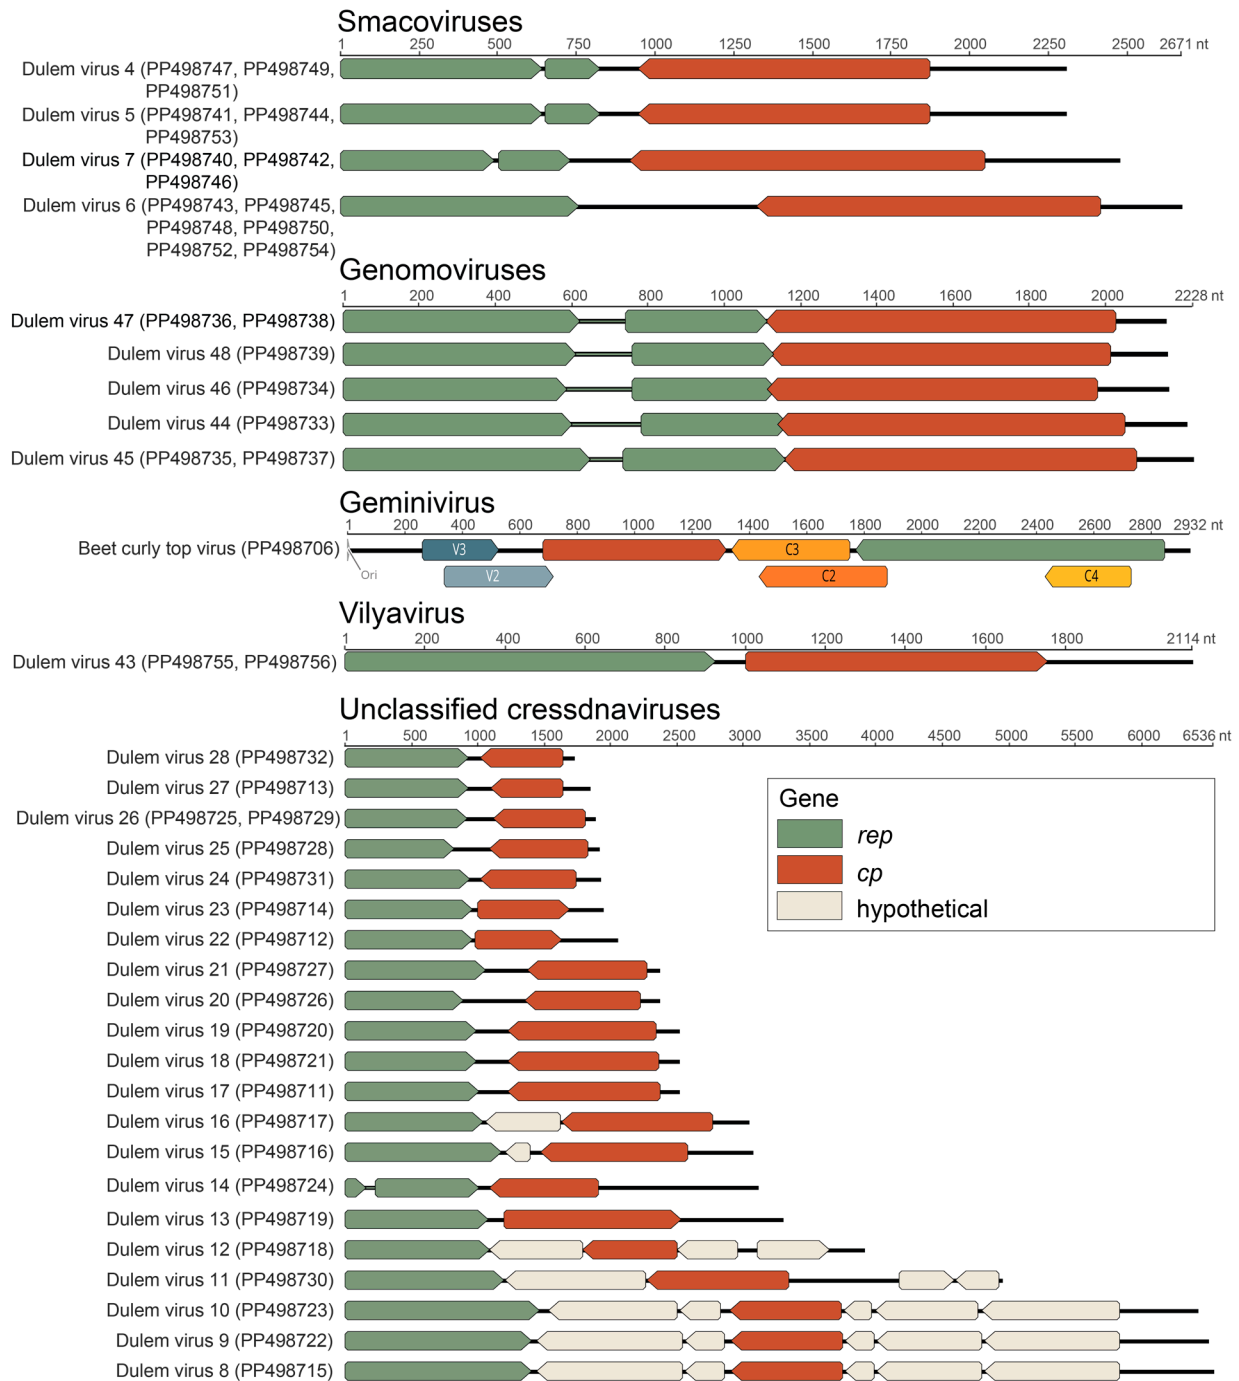 Smacoviruses
1 250 500 750 1000 1250 1500 1750 2000 2250 2500 2671 nt
Dulem virus 4 (PP498747, PP498749,
PP498751)
Dulem virus 5 (PP498741, PP498744,
PP498753)
Dulem virus 7 (PP498740, PP498742,
PP498746)
Dulem virus 6 (PP498743, PP498745,
PP498748, PP498750,
PP498752, PP498754)
Genomoviruses
1 200 400 600 800 1000 1200 1400 1600 1800 2000 2228 nt
Dulem virus 47 (PP498736, PP498738)
Dulem virus 48 (PP498739)
Dulem virus 46 (PP498734)
Dulem virus 44 (PP498733)
Dulem virus 45 (PP498735, PP498737)
Geminivirus
1 200 400 600 800 1000 1200 1400 1600 1800 2000 2200 2400 2600 2800 2932 nt
Beet curly top virus (PP498706) V3 C3
Ori V2 C2 C4
Vilyavirus
1 200 400 600 800 1000 1200 1400 1600 1800 2114 nt
Dulem virus 43 (PP498755, PP498756)
Unclassified cressdnaviruses
1 500 1000 1500 2000 2500 3000 3500 4000 4500 5000 5500 6000 6536 nt
Dulem virus 28 (PP498732)
Dulem virus 27 (PP498713)
Dulem virus 26 (PP498725, PP498729)
Dulem virus 25 (PP498728)
Dulem virus 24 (PP498731)
Dulem virus 23 (PP498714)
Dulem virus 22 (PP498712)
Dulem virus 21 (PP498727)
Dulem virus 20 (PP498726)
Dulem virus 19 (PP498720)
Dulem virus 18 (PP498721)
Dulem virus 17 (PP498711)
Dulem virus 16 (PP498717)
Dulem virus 15 (PP498716)
Dulem virus 14 (PP498724)
Dulem virus 13 (PP498719)
Dulem virus 12 (PP498718)
Dulem virus 11 (PP498730)
Dulem virus 10 (PP498723)
Dulem virus 9 (PP498722)
Dulem virus 8 (PP498715)
Gene
rep
cp
hypothetical